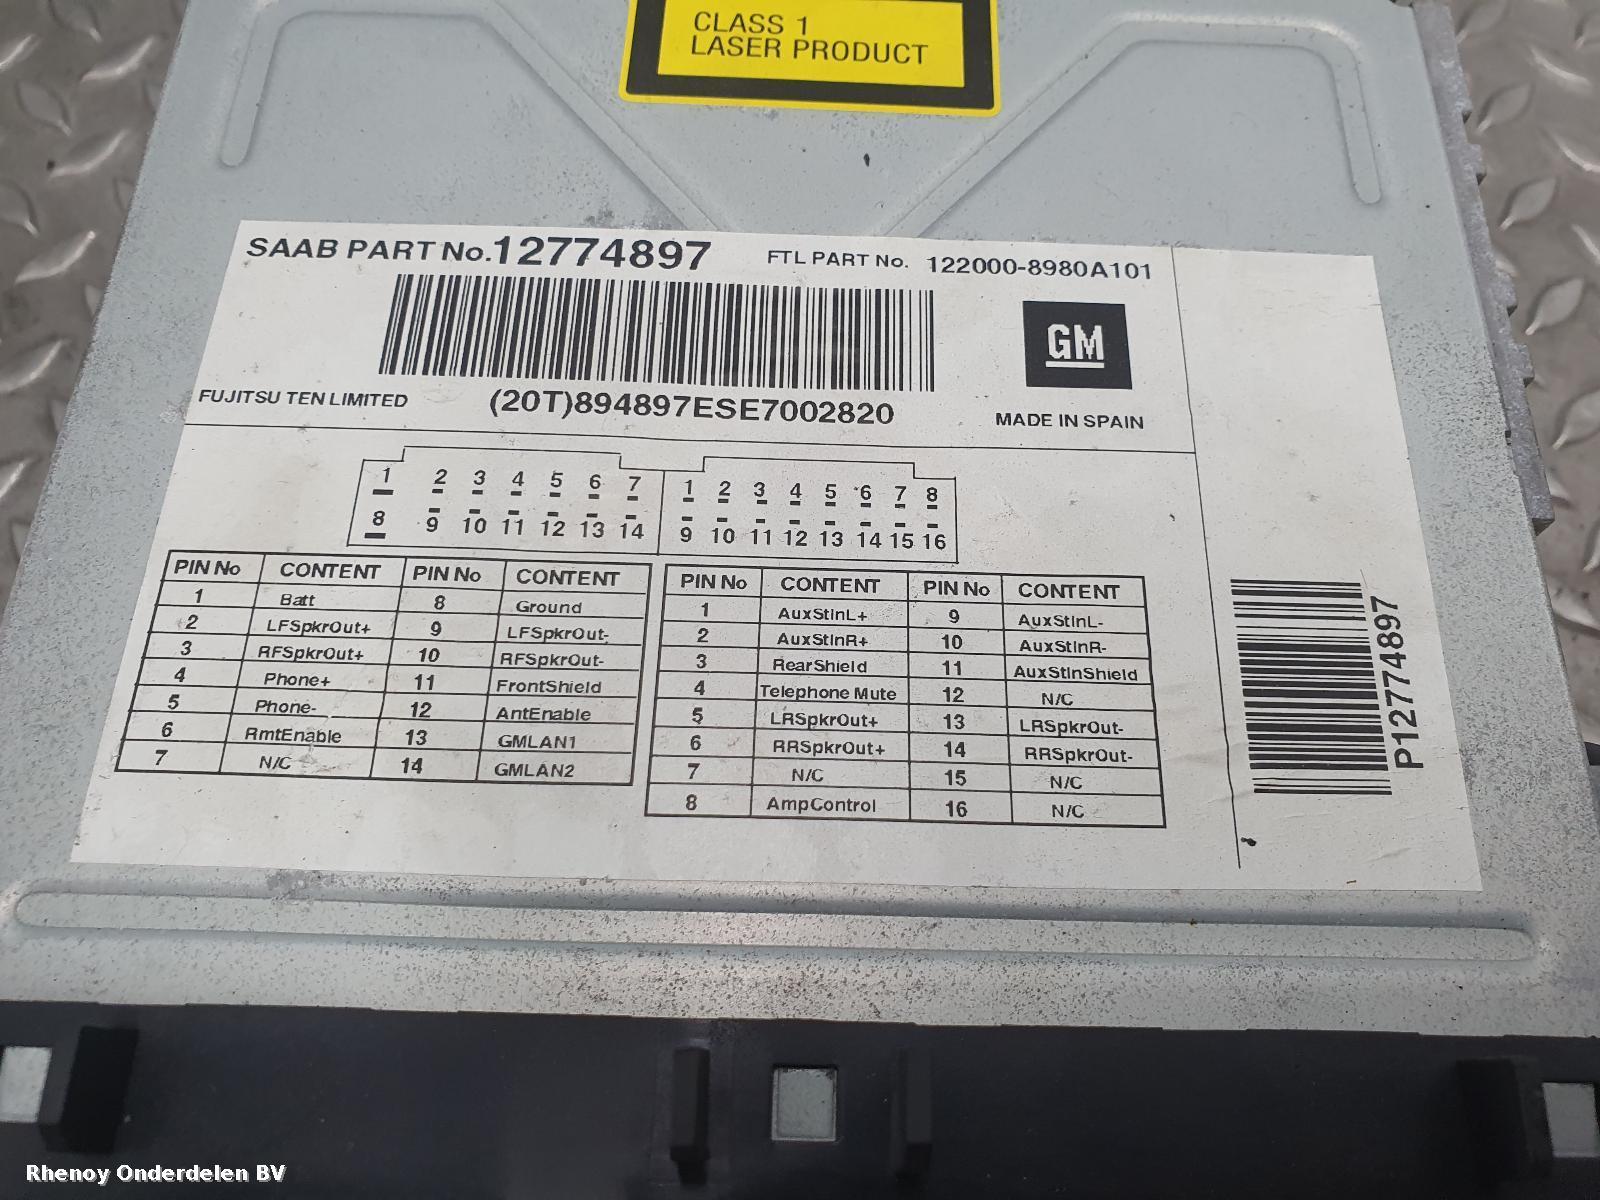 CLASS 1
LASER PRODUCT
SAAB PART No.12774897 FTL PART No. 122000-8980A101
GM
FUJITSU TEN LIMITED (20T)894897ESE7002820 MADE IN SPAIN
1 2 3 4 5 6 7 1 2 3 4 5 6 7 8
8 9 10 11 12 13 14 9 10 11 12 13 14 15 16
PIN No CONTENT PIN No CONTENT
1 Batt 8 Ground
2 LFSpkrOut+ 9 LFSpkrOut-
3 RFSpkrOut+ 10 RFSpkrOut-
4 Phone+ 11 FrontShield
5 Phone- 12 AntEnable
6 RmtEnable 13 GMLAN1
7 N/C 14 GMLAN2
PIN No CONTENT PIN No CONTENT
1 AuxStInL+ 9 AuxStInL-
2 AuxStInR+ 10 AuxStInR-
3 RearShield 11 AuxStInShield
4 Telephone Mute 12 N/C
5 LRSpkrOut+ 13 LRSpkrOut-
6 RRSpkrOut+ 14 RRSpkrOut-
7 N/C 15 N/C
8 AmpControl 16 N/C
P12774897
Rhenoy Onderdelen BV